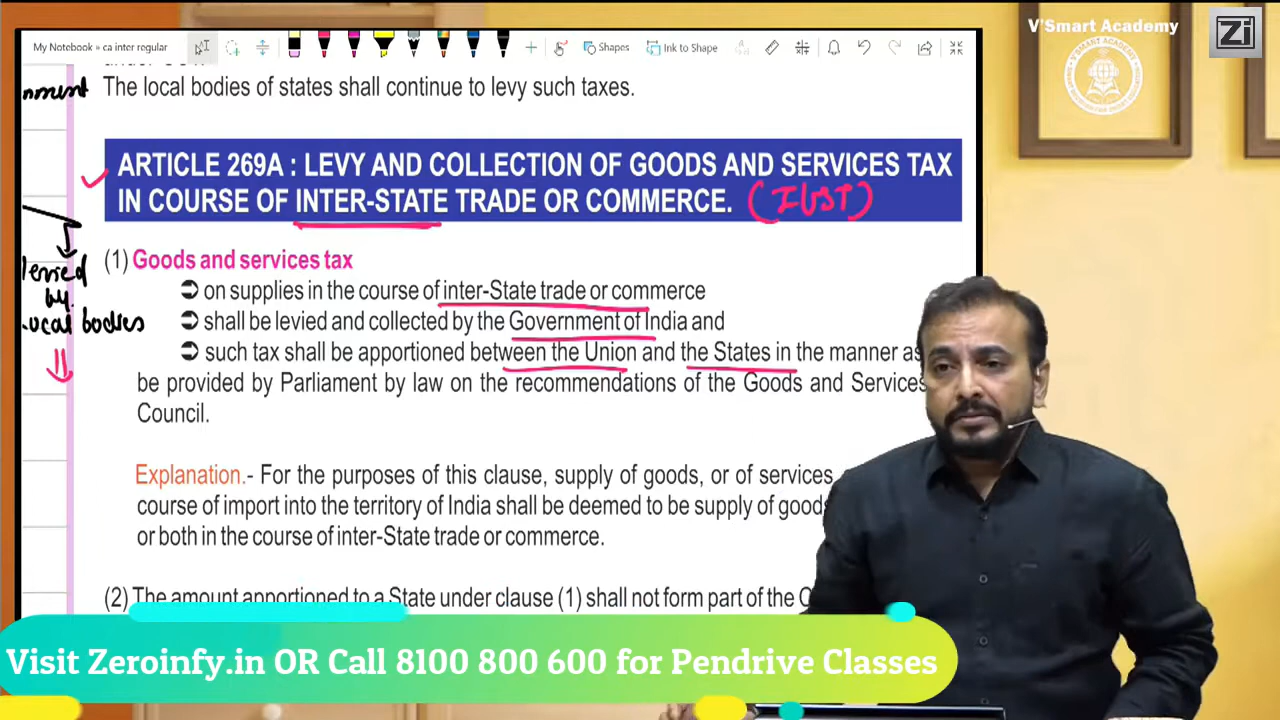 V'Smart Academy
Zi
My Notebook » ca inter regular
Shapes
Ink to Shape
V'SMART ACADEMY
The local bodies of states shall continue to levy such taxes.
ARTICLE 269A : LEVY AND COLLECTION OF GOODS AND SERVICES TAX
IN COURSE OF INTER-STATE TRADE OR COMMERCE. (IGST)
(1) Goods and services tax
➲ on supplies in the course of inter-State trade or commerce
by
➲ shall be levied and collected by the Government of India and
bodies
➲ such tax shall be apportioned between the Union and the States in the manner as
be provided by Parliament by law on the recommendations of the Goods and Services
Council.
Explanation.- For the purposes of this clause, supply of goods, or of services
course of import into the territory of India shall be deemed to be supply of goods
or both in the course of inter-State trade or commerce.
(2) The amount apportioned to a State under clause (1) shall not form part of the
Visit Zeroinfy.in OR Call 8100 800 600 for Pendrive Classes